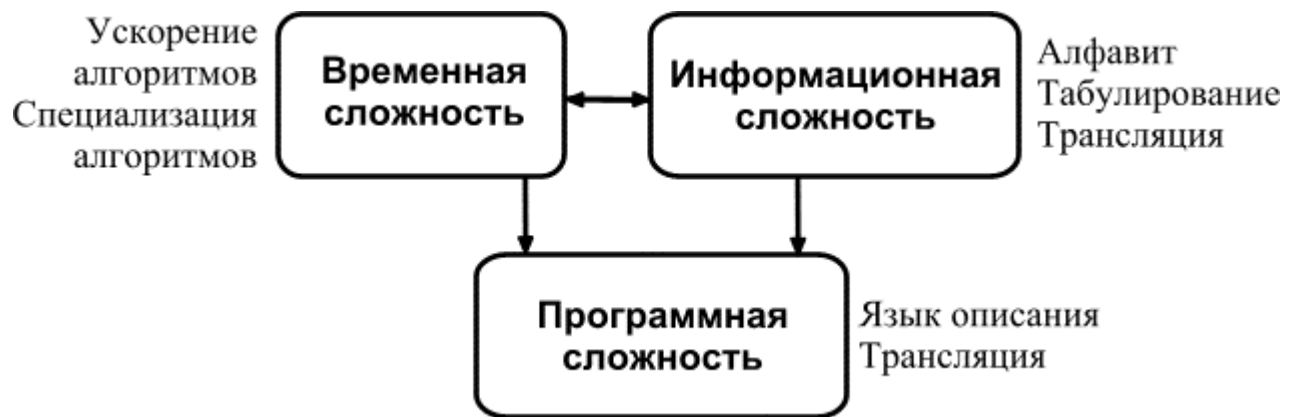 Ускорение
алгоритмов
Специализация
алгоритмов
Временная
сложность
Информационная
сложность
Алфавит
Табулирование
Трансляция
Программная
сложность
Язык описания
Трансляция